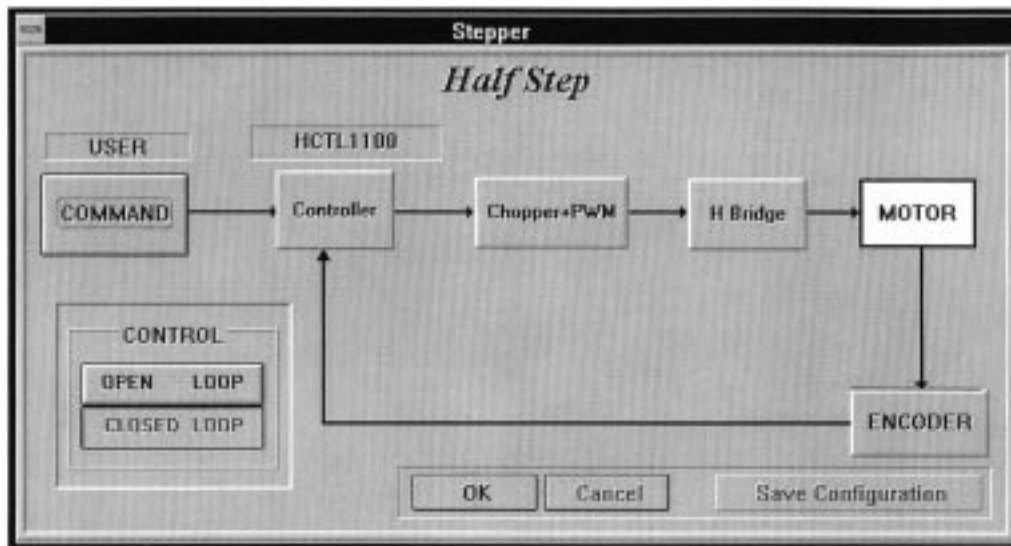 Stepper
Half Step
USER
HCTL1100
COMMAND
Controller
Chopper+PWM
H Bridge
MOTOR
CONTROL
OPEN LOOP
CLOSED LOOP
ENCODER
OK
Cancel
Save Configuration